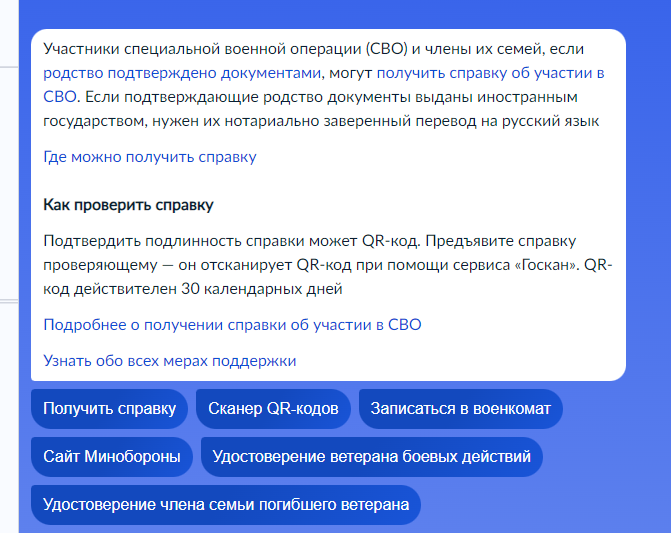 Участники специальной военной операции (СВО) и члены их семей, если
родство подтверждено документами, могут получить справку об участии в
СВО. Если подтверждающие родство документы выданы иностранным
государством, нужен их нотариально заверенный перевод на русский язык
Где можно получить справку
Как проверить справку
Подтвердить подлинность справки может QR-код. Предъявите справку
проверяющему — он отсканирует QR-код при помощи сервиса «Госкан». QR-
код действителен 30 календарных дней
Подробнее о получении справки об участии в СВО
Узнать обо всех мерах поддержки
Получить справку Сканер QR-кодов Записаться в военкомат
Сайт Минобороны Удостоверение ветерана боевых действий
Удостоверение члена семьи погибшего ветерана